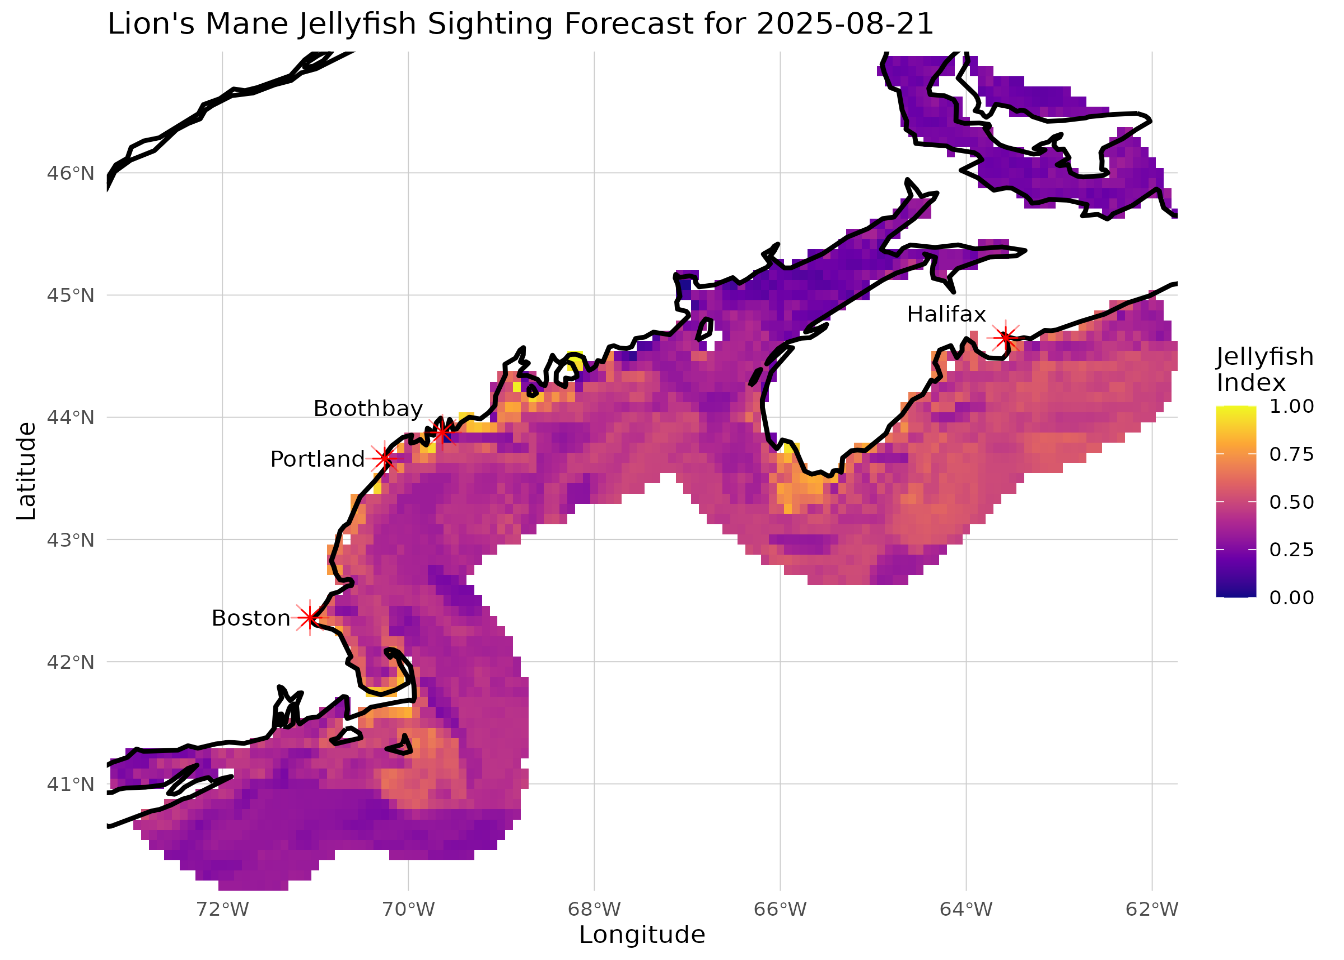 Lion's Mane Jellyfish Sighting Forecast for 2025-08-21
46°N
45°N
44°N
43°N
42°N
41°N
Latitude
Halifax
Boothbay
Portland
Boston
72°W
70°W
68°W
66°W
64°W
62°W
Longitude
Jellyfish
Index
1.00
0.75
0.50
0.25
0.00